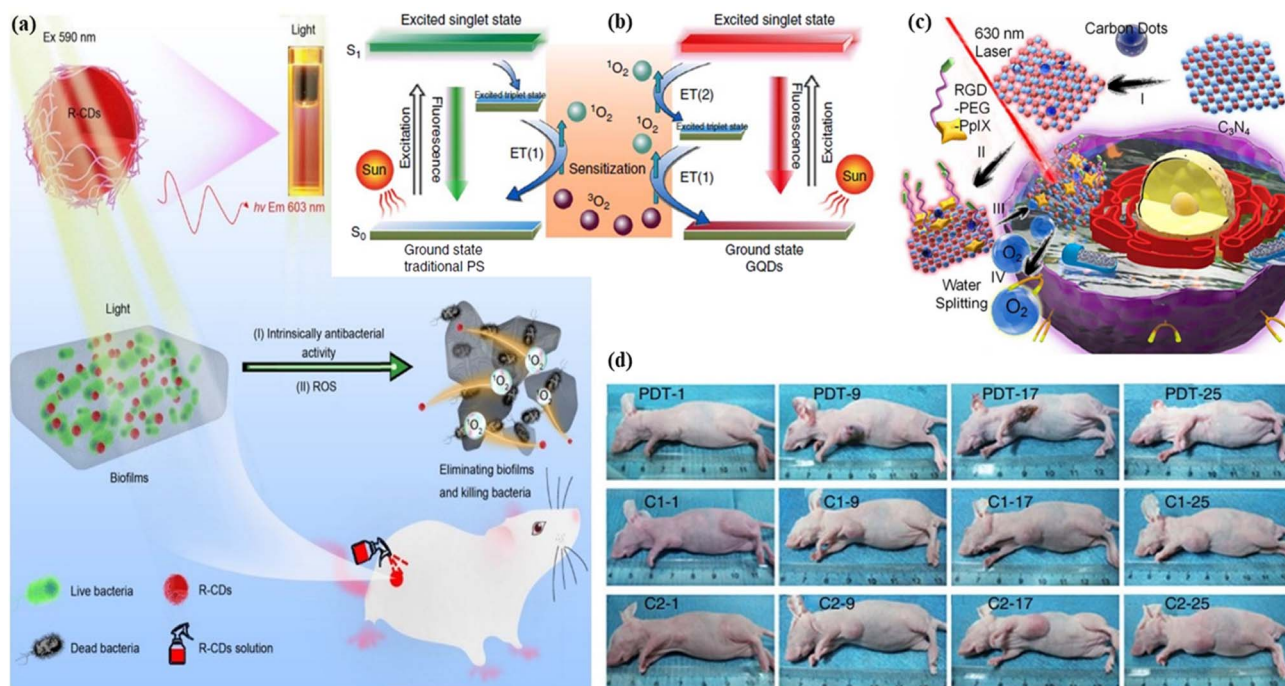 (a)
Ex 590 nm
R-CDs
Light
hv Em 603 nm
Light
(I) Intrinsically antibacterial
activity
(II) ROS
¹O₂
¹O₂
¹O₂
¹O₂
Biofilms
Eliminating biofilms
and killing bacteria
Live bacteria
R-CDs
Dead bacteria
R-CDs solution
(b)
Excited singlet state
Excited singlet state
S₁
Excitation
Fluorescence
Excited triplet state
ET(1)
Sun
¹O₂
¹O₂
¹O₂
Sensitization
³O₂
ET(2)
Excited triplet state
ET(1)
Fluorescence
Excitation
Sun
S₀
Ground state
traditional PS
Ground state
GQDs
(c)
630 nm
Laser
Carbon Dots
RGD
-PEG
-PpIX
I
C₃N₄
II
III
O₂
IV
O₂
Water
Splitting
(d)
PDT-1
PDT-9
PDT-17
PDT-25
C1-1
C1-9
C1-17
C1-25
C2-1
C2-9
C2-17
C2-25